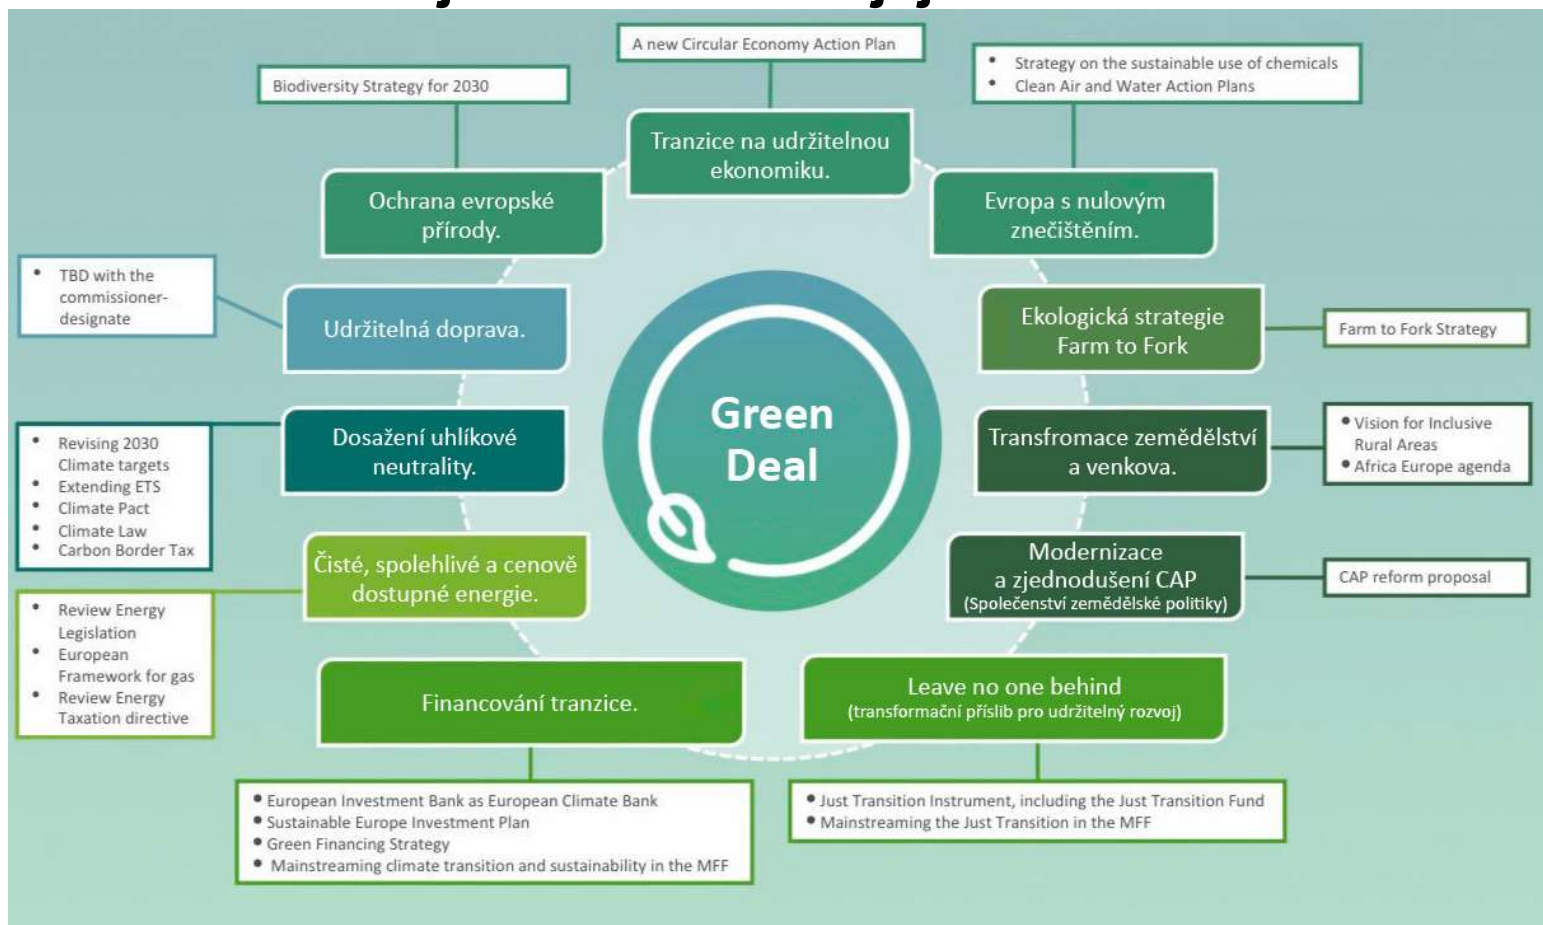 A new Circular Economy Action Plan
• Strategy on the sustainable use of chemicals
• Clean Air and Water Action Plans
Biodiversity Strategy for 2030
Tranzice na udržitelnou
ekonomiku.
Ochrana evropské
přírody.
Evropa s nulovým
znečištěním.
• TBD with the
commissioner-
designate
Udržitelná doprava.
Ekologická strategie
Farm to Fork
Farm to Fork Strategy
Green
Deal
• Revising 2030
Climate targets
• Extending ETS
• Climate Pact
• Climate Law
• Carbon Border Tax
Dosažení uhlíkové
neutrality.
Transfromace zemědělství
a venkova.
• Vision for Inclusive
Rural Areas
• Africa Europe agenda
Čisté, spolehlivé a cenově
dostupné energie.
Modernizace
a zjednodušení CAP
(Společenství zemědělské politiky)
CAP reform proposal
• Review Energy
Legislation
• European
Framework for gas
• Review Energy
Taxation directive
Financování tranzice.
Leave no one behind
(transformační příslib pro udržitelný rozvoj)
• European Investment Bank as European Climate Bank
• Sustainable Europe Investment Plan
• Green Financing Strategy
• Mainstreaming climate transition and sustainability in the MFF
• Just Transition Instrument, including the Just Transition Fund
• Mainstreaming the Just Transition in the MFF